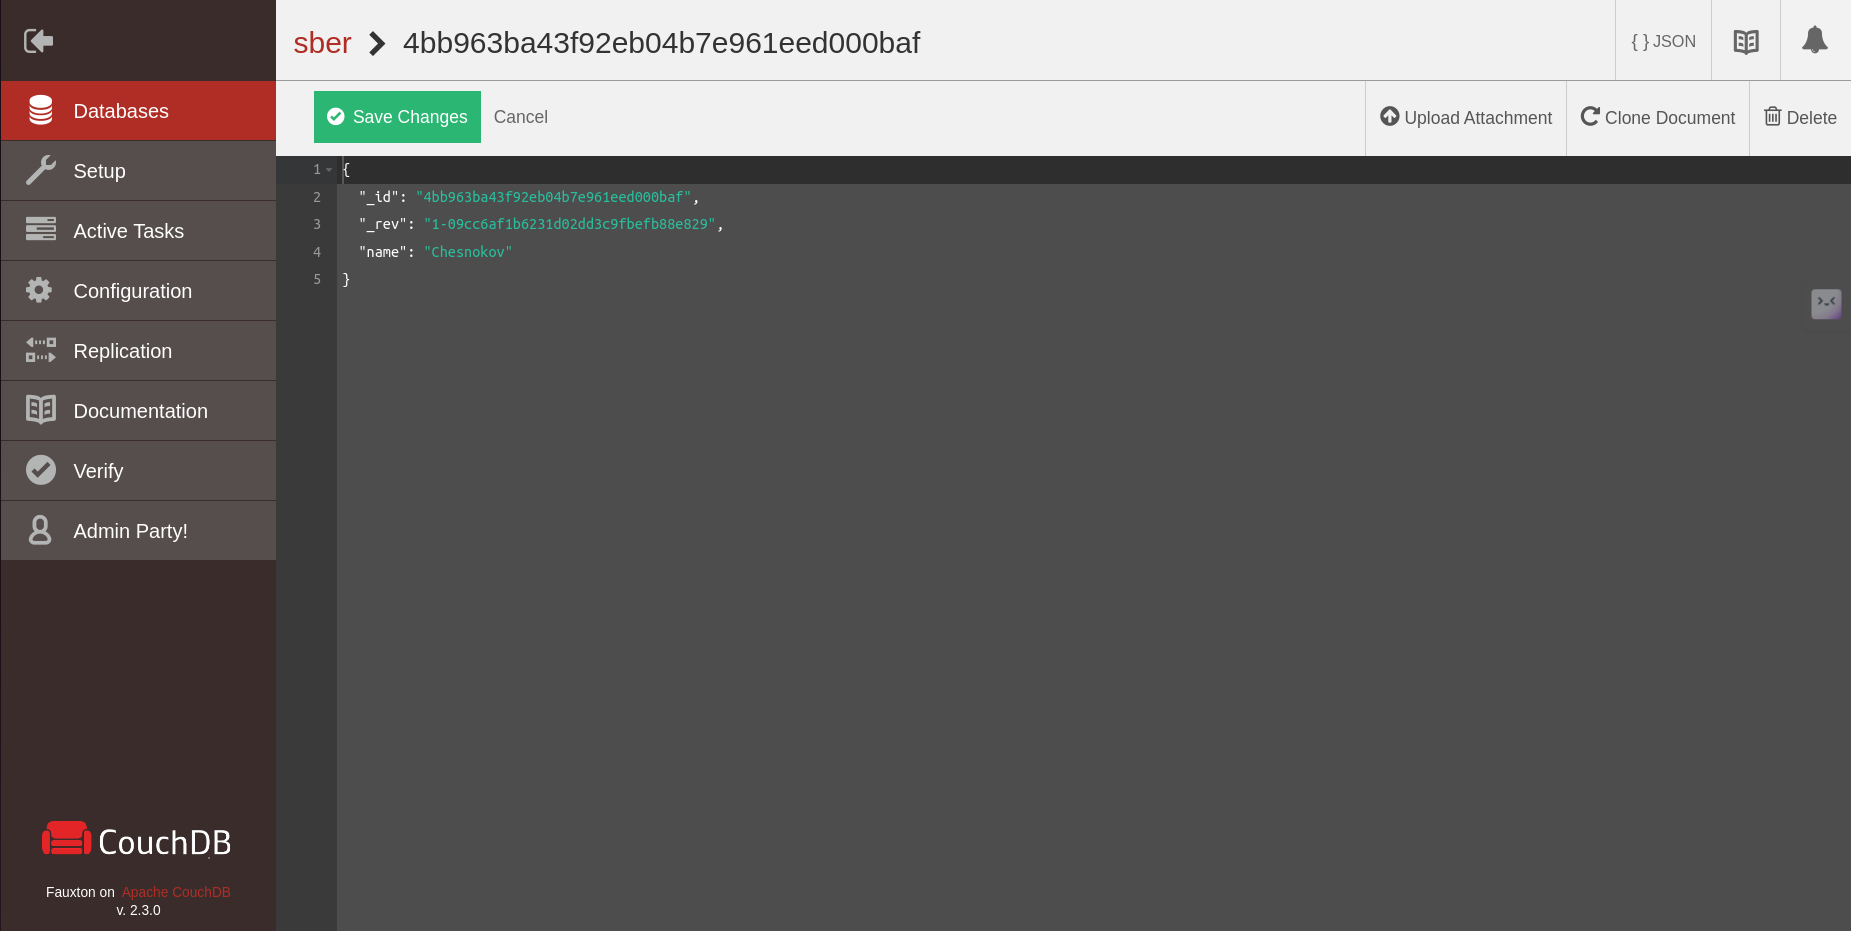 sber 4bb963ba43f92eb04b7e961eed000baf
{ } JSON
Databases
Setup
Active Tasks
Configuration
Replication
Documentation
Verify
Admin Party!
CouchDB
Fauxton on Apache CouchDB
v. 2.3.0
Save Changes Cancel
Upload Attachment Clone Document Delete
1 {
2 "_id": "4bb963ba43f92eb04b7e961eed000baf",
3 "_rev": "1-09cc6af1b6231d02dd3c9fbefb88e829",
4 "name": "Chesnokov"
5 }